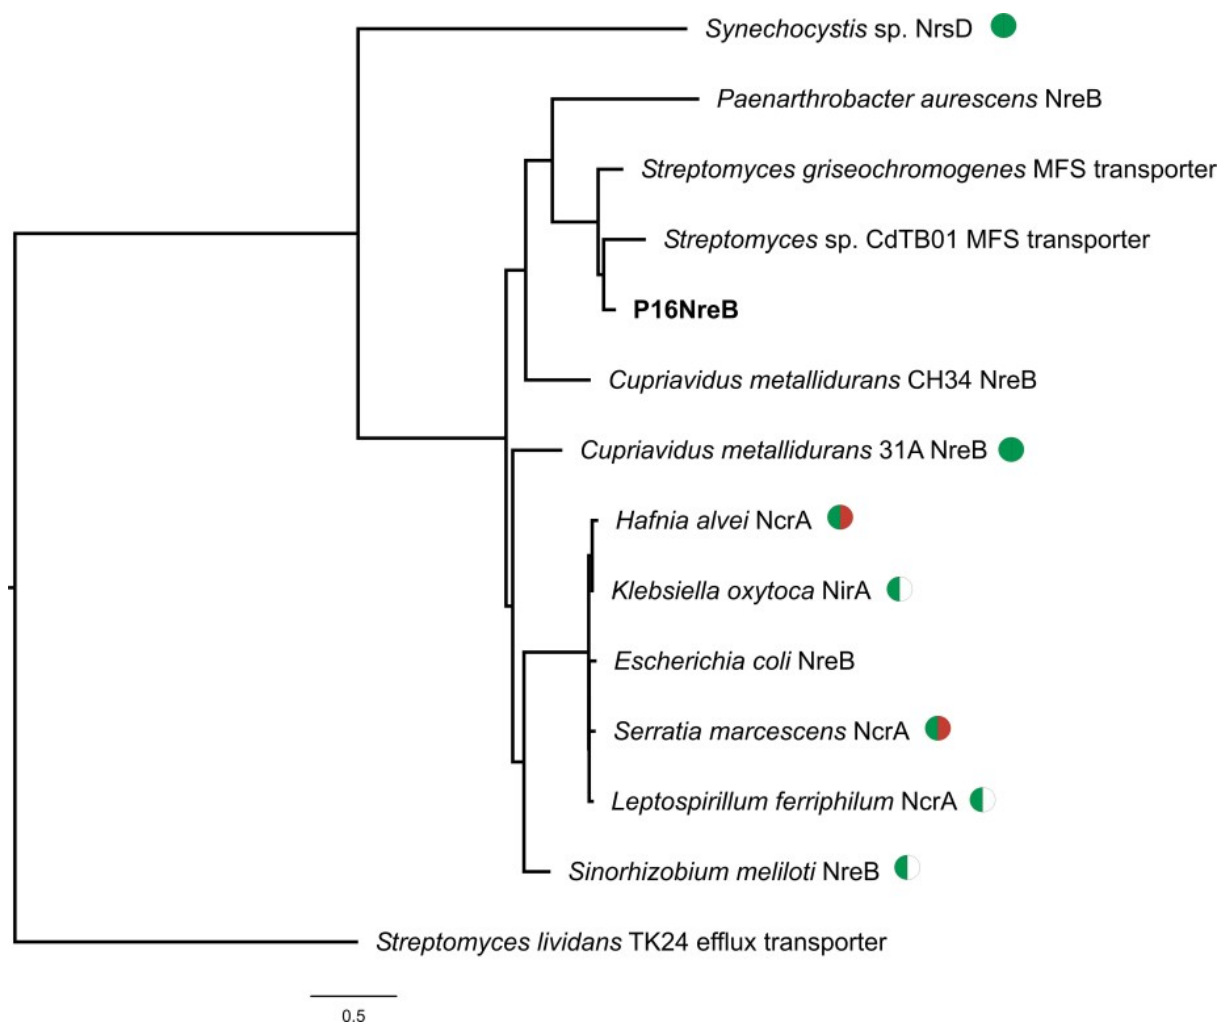 Synechocystis sp. NrsD
Paenarthrobacter aurescens NreB
Streptomyces griseochromogenes MFS transporter
Streptomyces sp. CdTB01 MFS transporter
P16NreB
Cupriavidus metallidurans CH34 NreB
Cupriavidus metallidurans 31A NreB
Hafnia alvei NcrA
Klebsiella oxytoca NirA
Escherichia coli NreB
Serratia marcescens NcrA
Leptospirillum ferriphilum NcrA
Sinorhizobium meliloti NreB
Streptomyces lividans TK24 efflux transporter
0.5